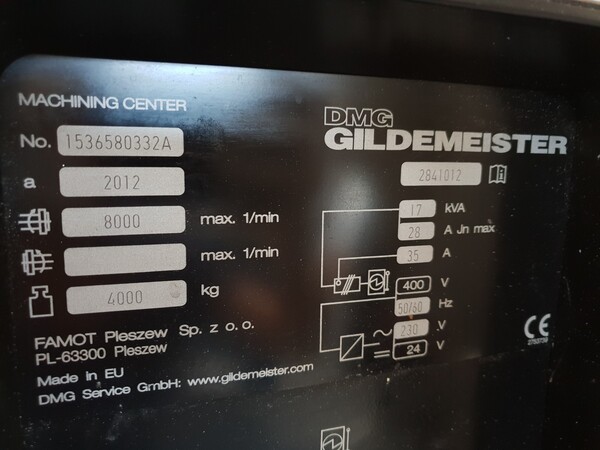 MACHINING CENTER
DMG
GILDEMEISTER
No. 1536580332A
a 2012
2841012
8000 max. 1/min
max. 1/min
4000 kg
17 kVA
28 A Jn max
35 A
400 V
50/60 Hz
230 V
24 V
CE
FAMOT Pleszew Sp. z o.o.
PL-63300 Pleszew
Made in EU
DMG Service GmbH: www.gildemeister.com